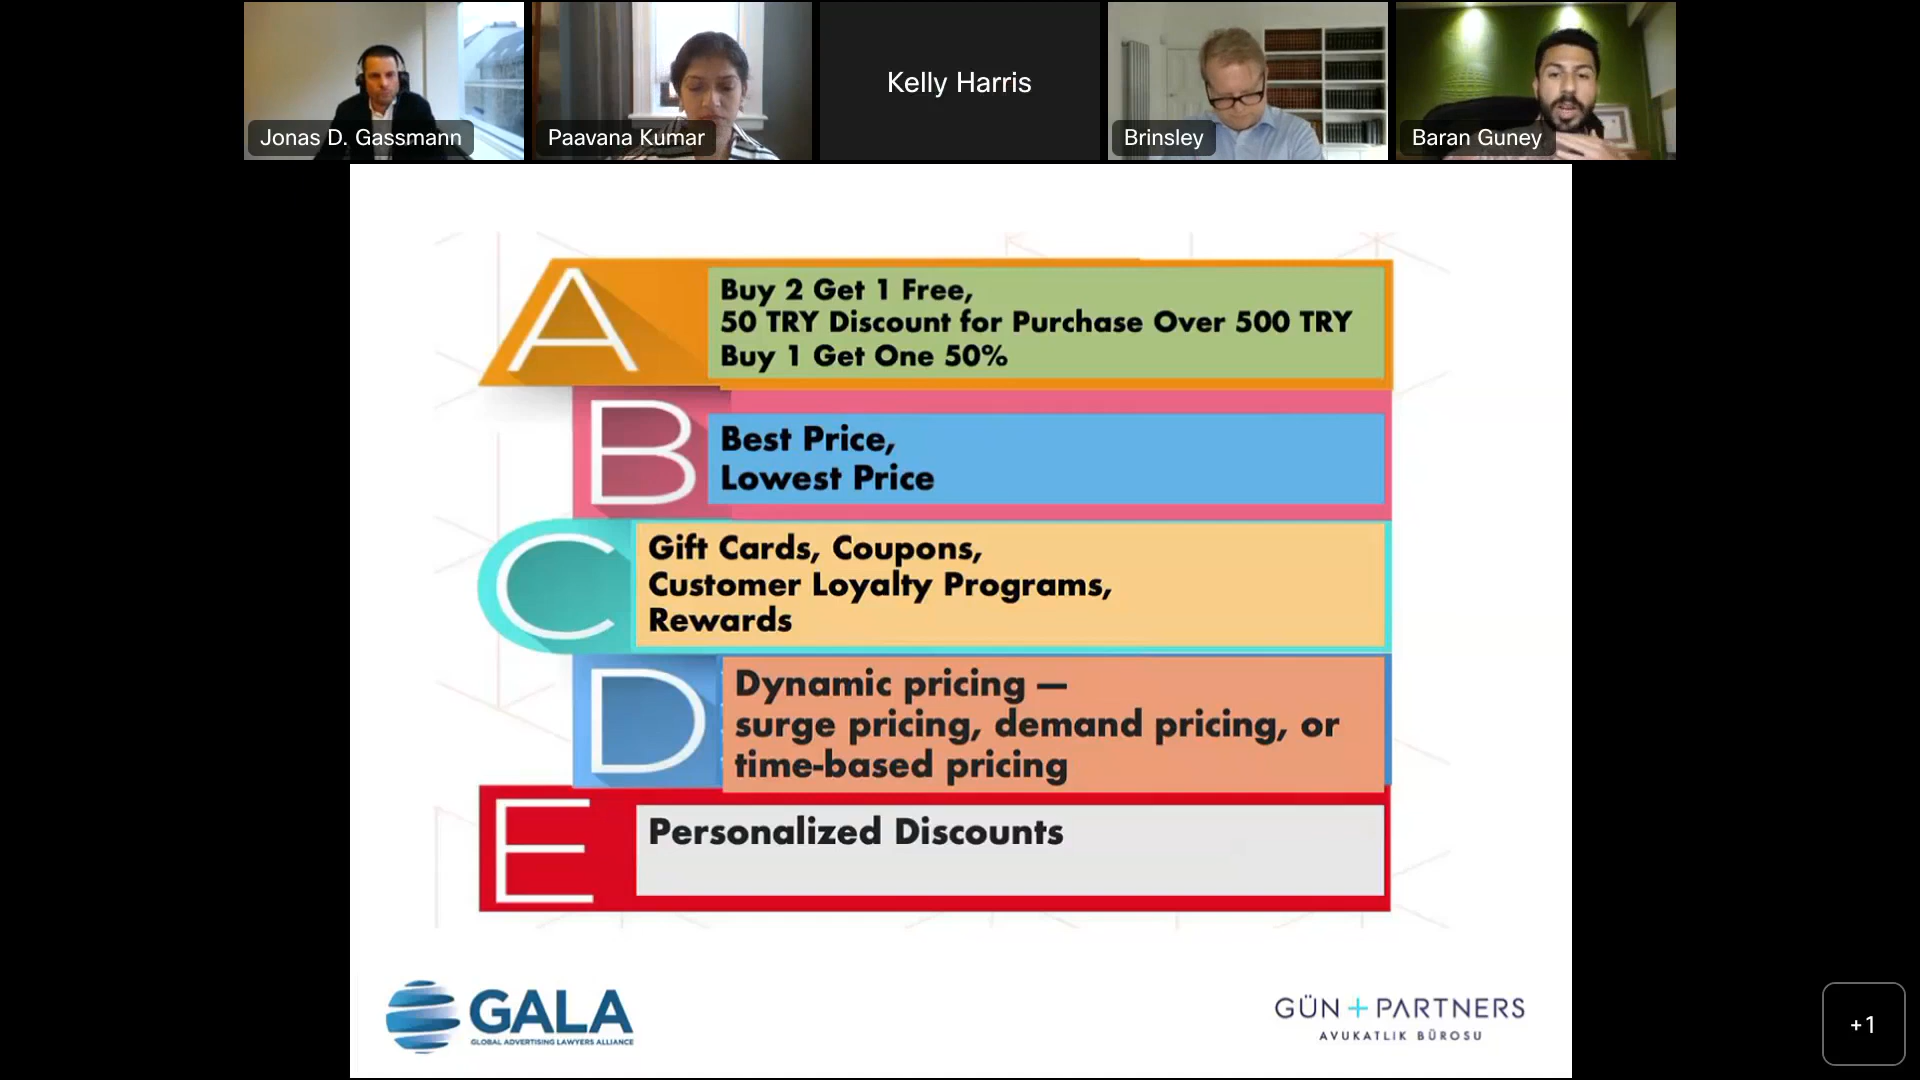 Jonas D. Gassmann
Paavana Kumar
Kelly Harris
Brinsley
Baran Guney
A
Buy 2 Get 1 Free,
50 TRY Discount for Purchase Over 500 TRY
Buy 1 Get One 50%
B
Best Price,
Lowest Price
C
Gift Cards, Coupons,
Customer Loyalty Programs,
Rewards
D
Dynamic pricing —
surge pricing, demand pricing, or
time-based pricing
E
Personalized Discounts
GALA
GLOBAL ADVERTISING LAWYERS ALLIANCE
GÜN + PARTNERS
AVUKATLIK BÜROSU
+1